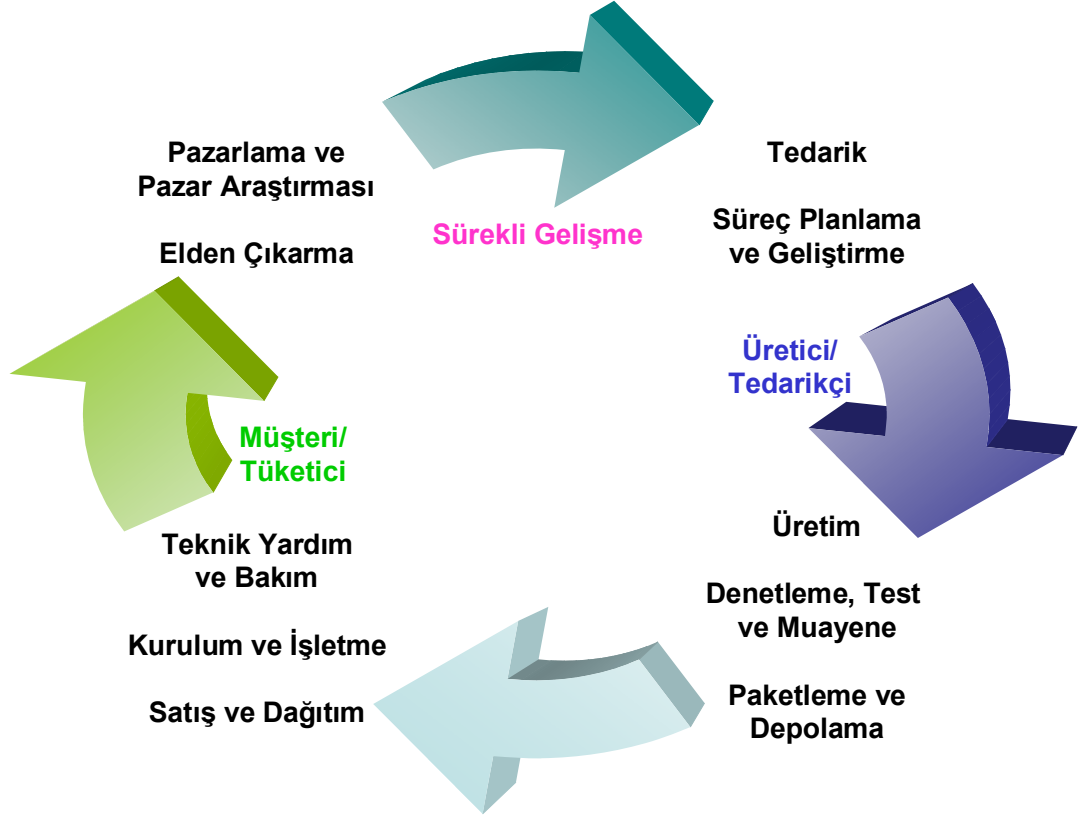 Pazarlama ve
Pazar Araştırması
Elden Çıkarma
Sürekli Gelişme
Tedarik
Süreç Planlama
ve Geliştirme
Üretici/
Tedarikçi
Müşteri/
Tüketici
Üretim
Denetleme, Test
ve Muayene
Paketleme ve
Depolama
Teknik Yardım
ve Bakım
Kurulum ve İşletme
Satış ve Dağıtım